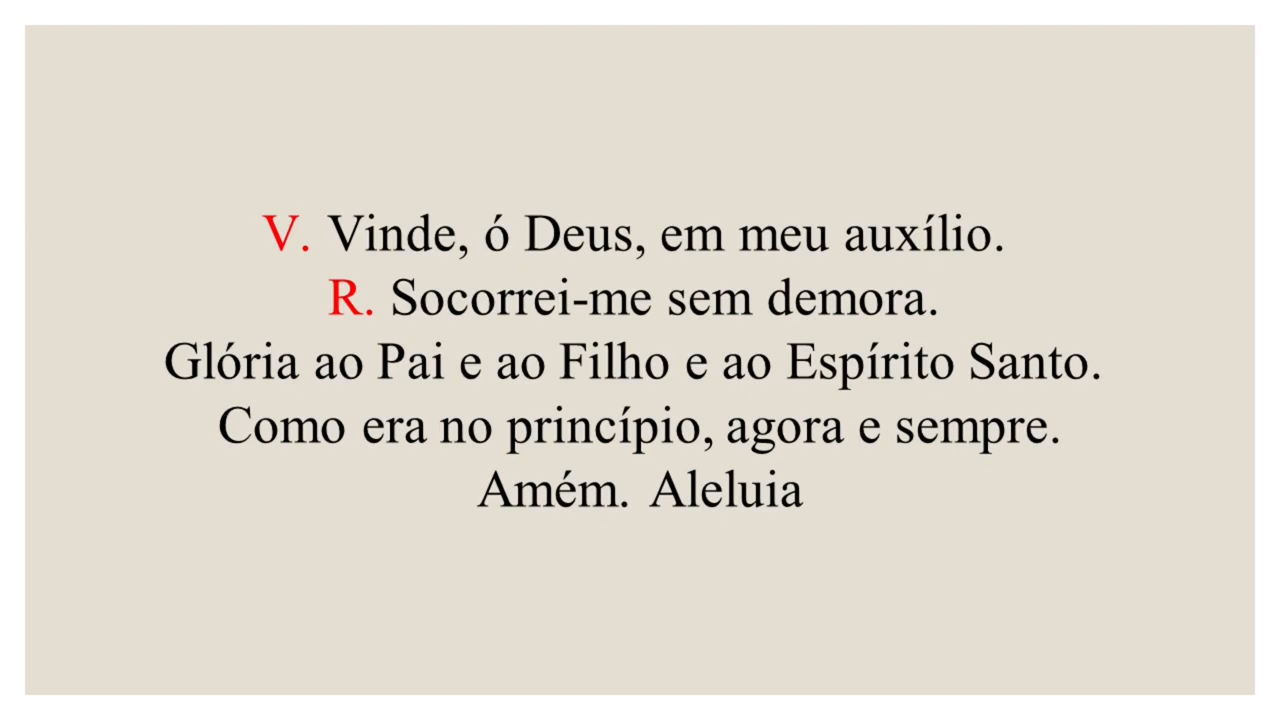 V. Vinde, ó Deus, em meu auxílio.
R. Socorrei-me sem demora.
Glória ao Pai e ao Filho e ao Espírito Santo.
Como era no princípio, agora e sempre.
Amém. Aleluia